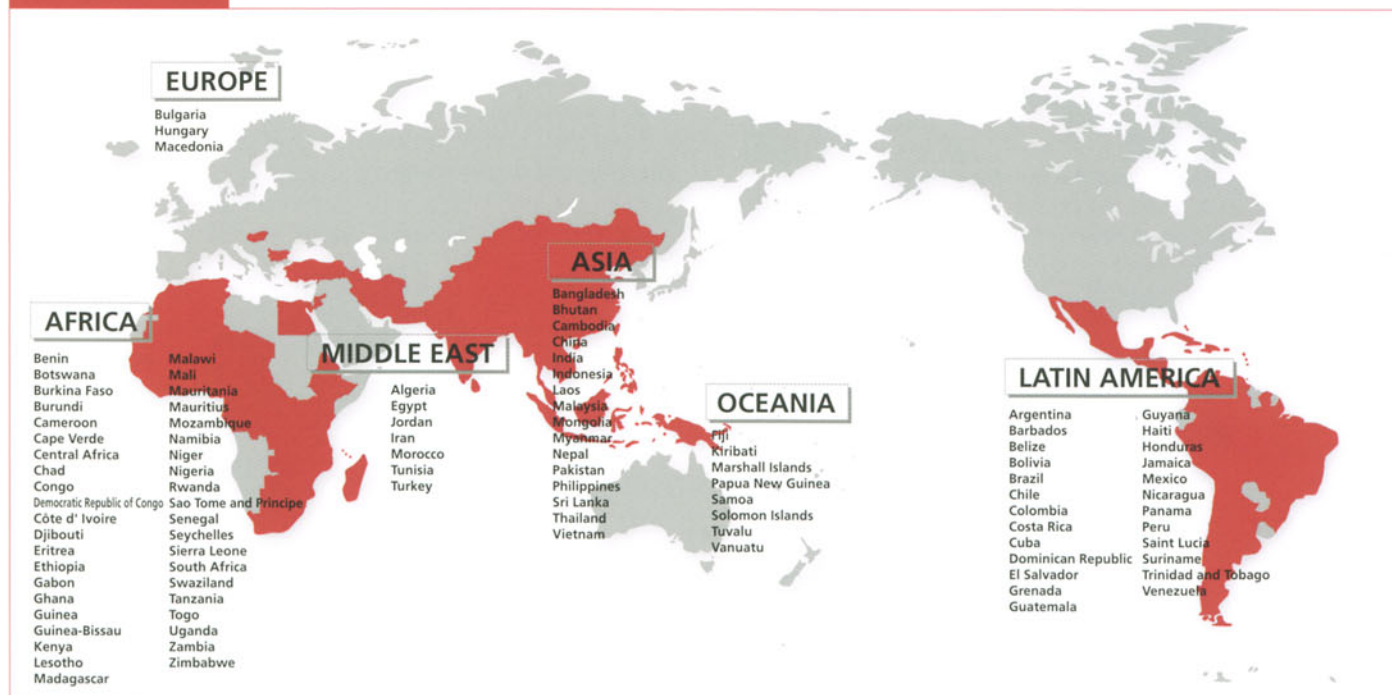 EUROPE
Bulgaria
Hungary
Macedonia
AFRICA
Benin
Botswana
Burkina Faso
Burundi
Cameroon
Cape Verde
Central Africa
Chad
Congo
Democratic Republic of Congo
Côte d' Ivoire
Djibouti
Eritrea
Ethiopia
Gabon
Ghana
Guinea
Guinea-Bissau
Kenya
Lesotho
Madagascar
Malawi
Mali
Mauritania
Mauritius
Mozambique
Namibia
Niger
Nigeria
Rwanda
Sao Tome and Principe
Senegal
Seychelles
Sierra Leone
South Africa
Swaziland
Tanzania
Togo
Uganda
Zambia
Zimbabwe
MIDDLE EAST
Algeria
Egypt
Jordan
Iran
Morocco
Tunisia
Turkey
ASIA
Bangladesh
Bhutan
Cambodia
China
India
Indonesia
Laos
Malaysia
Mongolia
Myanmar
Nepal
Pakistan
Philippines
Sri Lanka
Thailand
Vietnam
OCEANIA
Fiji
Kiribati
Marshall Islands
Papua New Guinea
Samoa
Solomon Islands
Tuvalu
Vanuatu
LATIN AMERICA
Argentina
Barbados
Belize
Bolivia
Brazil
Chile
Colombia
Costa Rica
Cuba
Dominican Republic
El Salvador
Grenada
Guatemala
Guyana
Haiti
Honduras
Jamaica
Mexico
Nicaragua
Panama
Peru
Saint Lucia
Suriname
Trinidad and Tobago
Venezuela